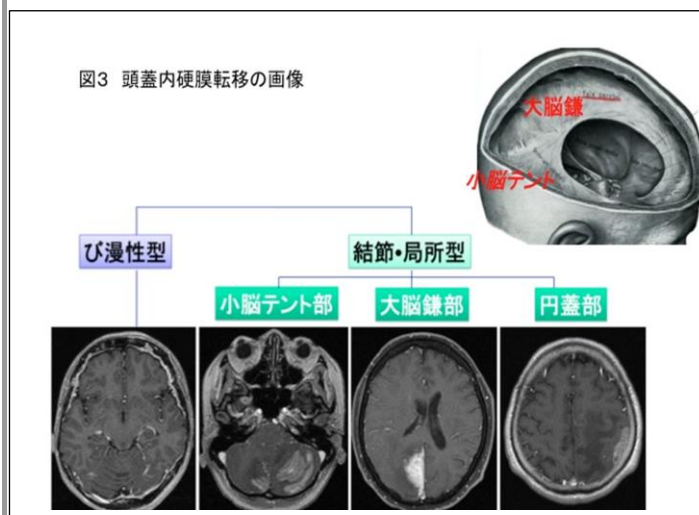 図3 頭蓋内硬膜転移の画像
大脳鎌
小脳テント
び漫性型
結節・局所型
小脳テント部
大脳鎌部
円蓋部